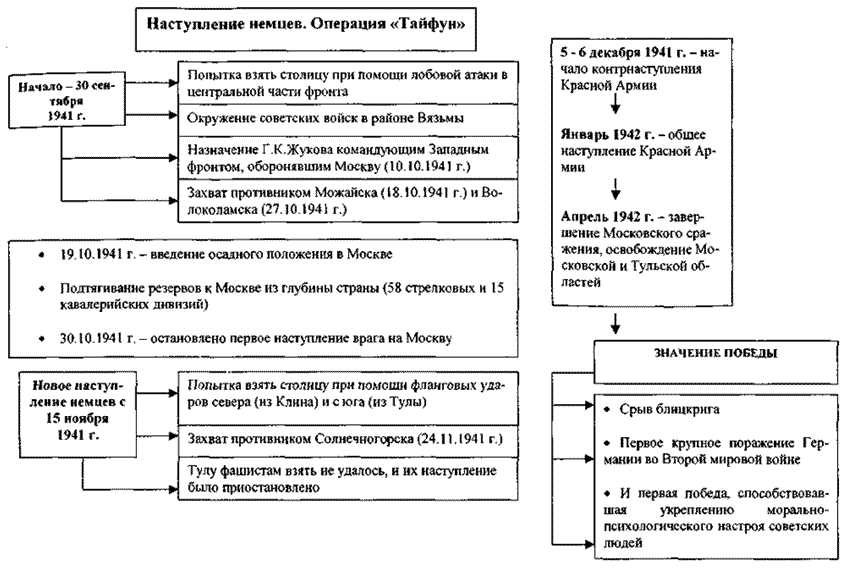 Наступление немцев. Операция «Тайфун»
Начало – 30 сен-
тября
1941 г.
Попытка взять столицу при помощи лобовой атаки в
центральной части фронта
Окружение советских войск в районе Вязьмы
Назначение Г.К.Жукова командующим Западным
фронтом, оборонявшим Москву (10.10.1941 г.)
Захват противником Можайска (18.10.1941 г.) и Во-
локоламска (27.10.1941 г.)
• 19.10.1941 г. – введение осадного положения в Москве
• Подтягивание резервов к Москве из глубины страны (58 стрелковых и 15
кавалерийских дивизий)
• 30.10.1941 г. – остановлено первое наступление врага на Москву
Новое наступ-
ление немцев с
15 ноября
1941 г.
Попытка взять столицу при помощи фланговых уда-
ров севера (из Клина) и с юга (из Тулы)
Захват противником Солнечногорска (24.11.1941 г.)
Тулу фашистам взять не удалось, и их наступление
было приостановлено
5 - 6 декабря 1941 г. – на-
чало контрнаступления
Красной Армии
Январь 1942 г. – общее
наступление Красной Ар-
мии
Апрель 1942 г. – завер-
шение Московского сра-
жения, освобождение Мо-
сковской и Тульской об-
ластей
ЗНАЧЕНИЕ ПОБЕДЫ
• Срыв блицкрига
• Первое крупное поражение Гер-
мании во Второй мировой войне
• И первая победа, способствовав-
шая укреплению морально-
психологического настроя советских
людей